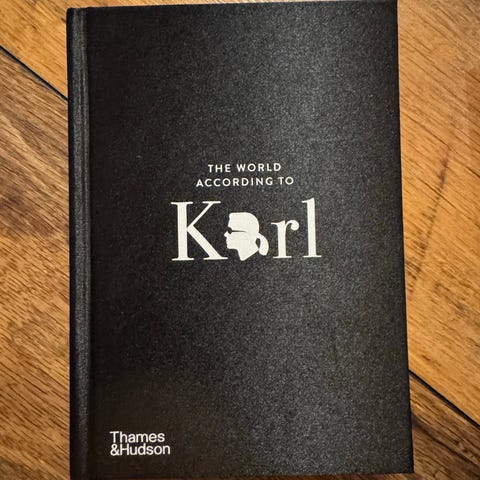 THE WORLD
ACCORDING TO
Karl
Thames
&Hudson